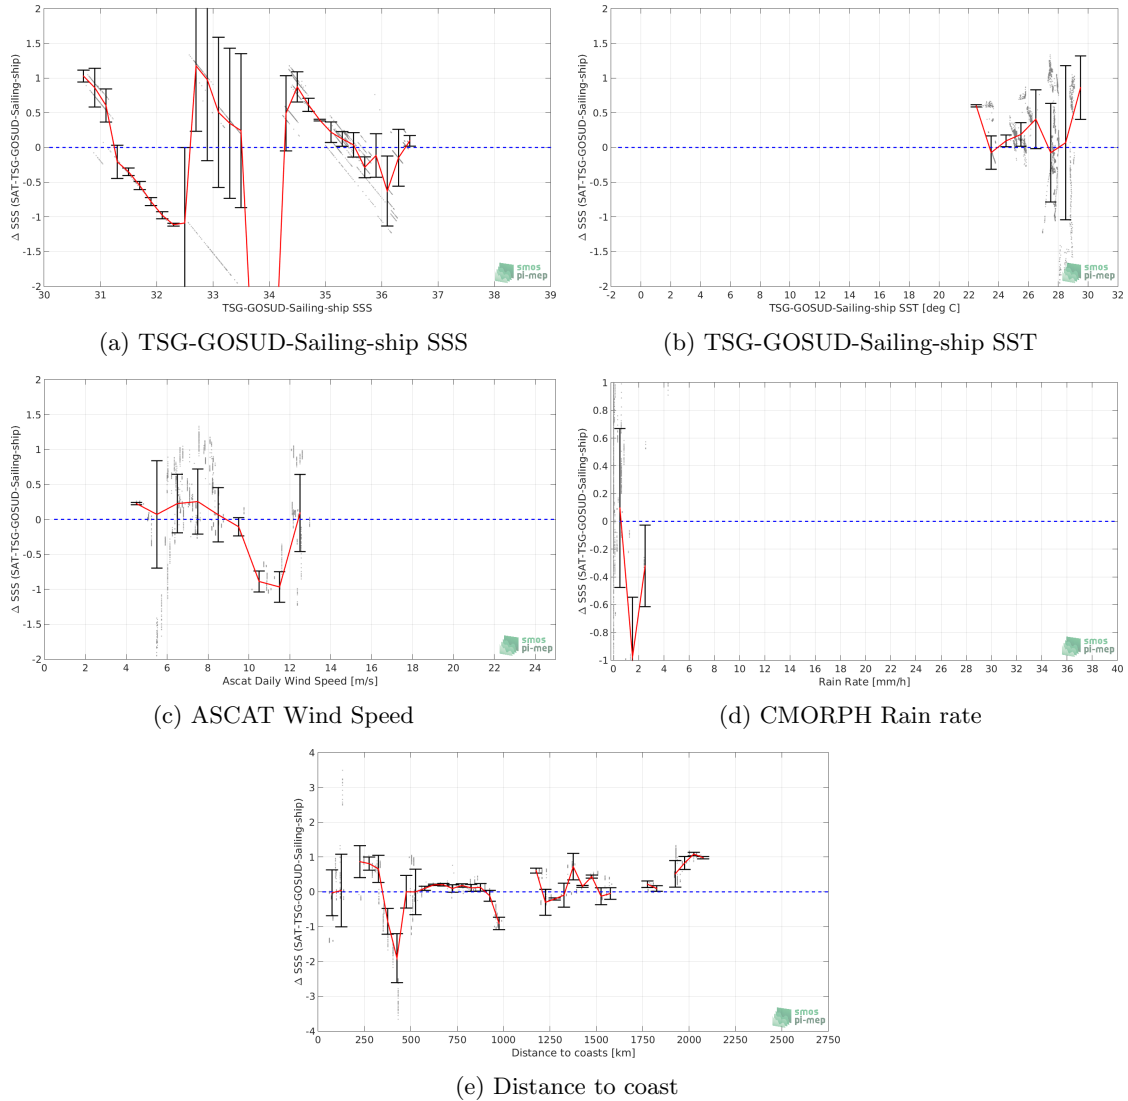 2
1.5
1
0.5
0
-0.5
-1
-1.5
-2
Δ SSS (SAT-TSG-GOSUD-Sailing-ship)
30 31 32 33 34 35 36 37 38 39
TSG-GOSUD-Sailing-ship SSS
smos
pi-mep
(a) TSG-GOSUD-Sailing-ship SSS
2
1.5
1
0.5
0
-0.5
-1
-1.5
-2
Δ SSS (SAT-TSG-GOSUD-Sailing-ship)
-2 0 2 4 6 8 10 12 14 16 18 20 22 24 26 28 30 32
TSG-GOSUD-Sailing-ship SST [deg C]
smos
pi-mep
(b) TSG-GOSUD-Sailing-ship SST
2
1.5
1
0.5
0
-0.5
-1
-1.5
-2
Δ SSS (SAT-TSG-GOSUD-Sailing-ship)
0 2 4 6 8 10 12 14 16 18 20 22 24
Ascat Daily Wind Speed [m/s]
smos
pi-mep
(c) ASCAT Wind Speed
1
0.8
0.6
0.4
0.2
0
-0.2
-0.4
-0.6
-0.8
-1
Δ SSS (SAT-TSG-GOSUD-Sailing-ship)
0 2 4 6 8 10 12 14 16 18 20 22 24 26 28 30 32 34 36 38 40
Rain Rate [mm/h]
smos
pi-mep
(d) CMORPH Rain rate
4
3
2
1
0
-1
-2
-3
-4
Δ SSS (SAT-TSG-GOSUD-Sailing-ship)
0 250 500 750 1000 1250 1500 1750 2000 2250 2500 2750
Distance to coasts [km]
smos
pi-mep
(e) Distance to coast